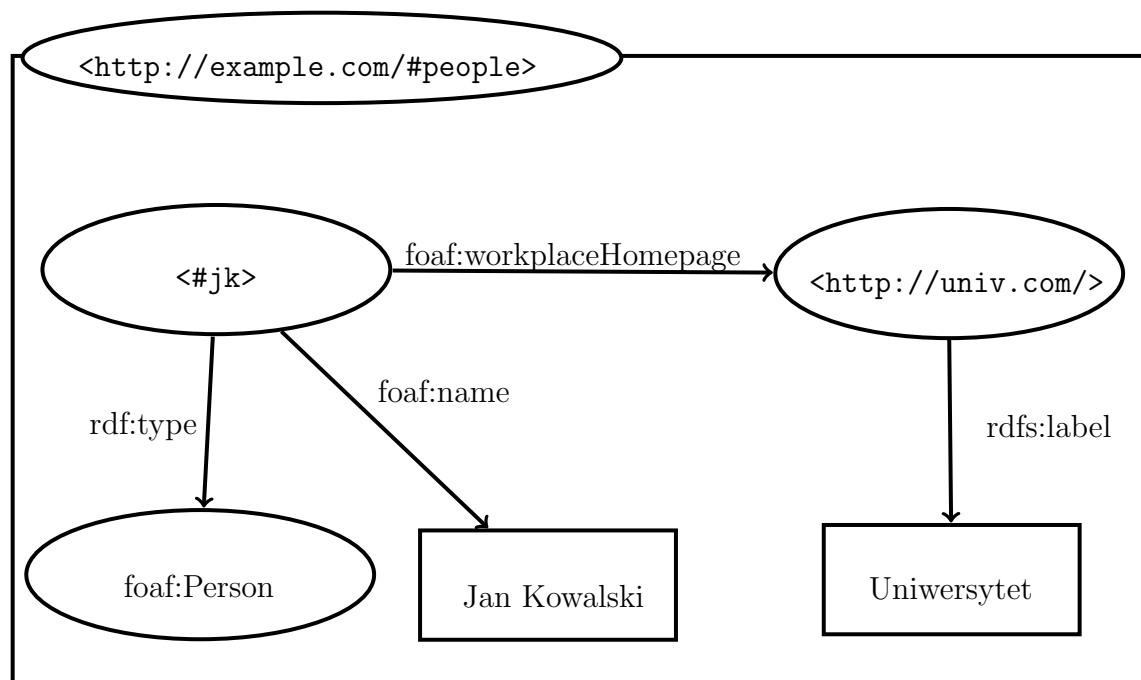 <http://example.com/#people>
<#jk>
foaf:workplaceHomepage
<http://univ.com/>
rdf:type
foaf:name
rdfs:label
foaf:Person
Jan Kowalski
Uniwersytet